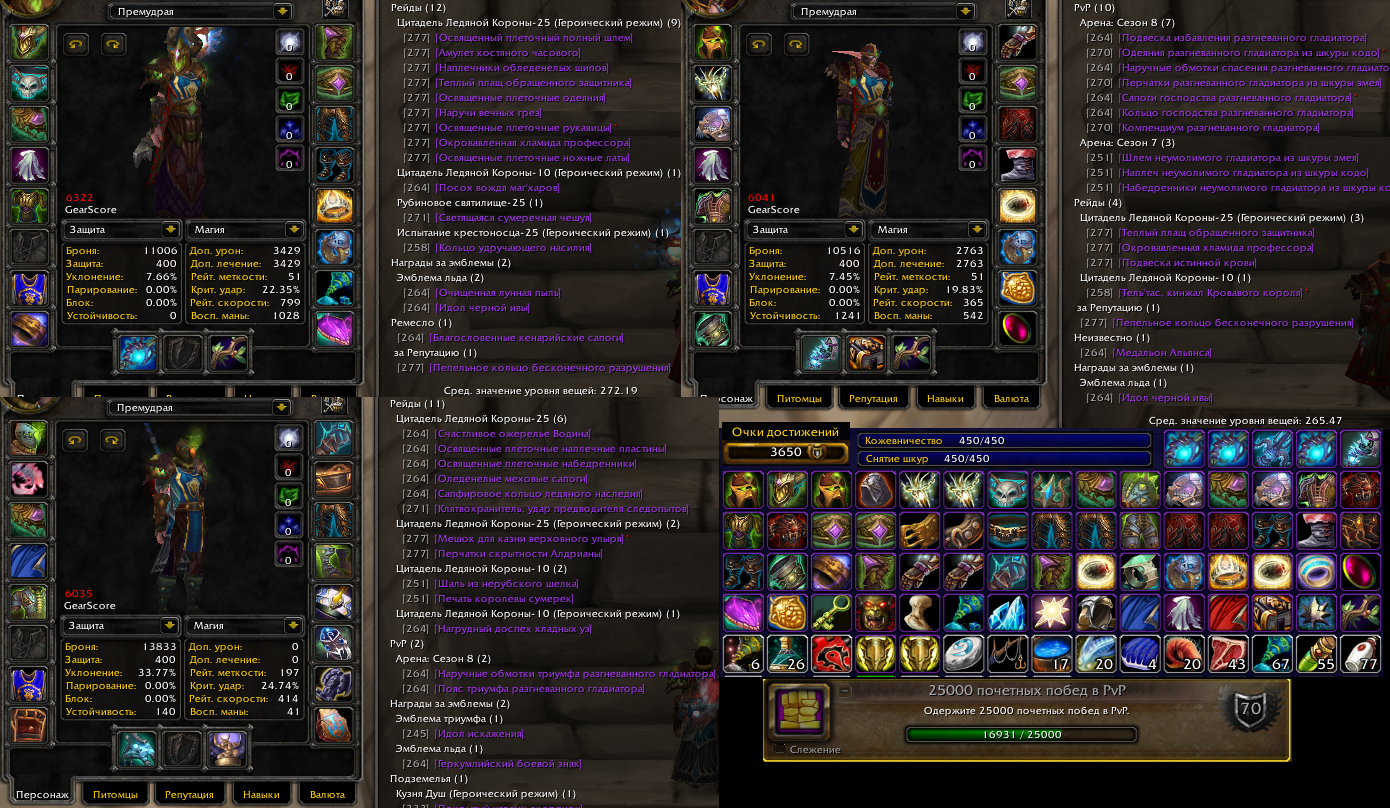 Премудрая
0
0
0
0
0
6322
GearScore
Защита
Магия
Броня: 11006
Защита: 400
Уклонение: 7.66%
Парирование: 0.00%
Блок: 0.00%
Устойчивость: 0
Доп. урон: 3429
Доп. лечение: 3429
Рейт. меткости: 51
Крит. удар: 22.35%
Рейт. скорости: 799
Восп. маны: 1028
Рейды (12)
Цитадель Ледяной Короны-25 (Героический режим) (9)
[277] [Освященный плеточный полный шлем]
[277] [Амулет костяного часового]
[277] [Наплечники обледенелых шипов]
[277] [Теплый плащ обращенного защитника]
[277] [Освященные плеточные одеяния]
[277] [Наручи вечных грез]
[277] [Освященные плеточные рукавицы]
[277] [Окровавленная хламида профессора]
[277] [Освященные плеточные ножные латы]
Цитадель Ледяной Короны-10 (Героический режим) (1)
[264] [Посох вождя маг'харов]
Рубиновое святилище-25 (1)
[271] [Светящаяся сумеречная чешуя]
Испытание крестоносца-25 (Героический режим) (1)
[258] [Кольцо удручающего насилия]
Награды за эмблемы (2)
Эмблема льда (2)
[264] [Очищенная лунная пыль]
[264] [Идол черной ивы]
Ремесло (1)
[264] [Благословенные кенарийские сапоги]
за Репутацию (1)
[277] [Пепельное кольцо бесконечного разрушения]
Сред. значение уровня вещей: 272.19
Премудрая
0
0
0
0
0
6041
GearScore
Защита
Магия
Броня: 10516
Защита: 400
Уклонение: 7.45%
Парирование: 0.00%
Блок: 0.00%
Устойчивость: 1241
Доп. урон: 2763
Доп. лечение: 2763
Рейт. меткости: 51
Крит. удар: 19.83%
Рейт. скорости: 365
Восп. маны: 542
Персонаж
Питомцы
Репутация
Навыки
Валюта
PvP (10)
Арена: Сезон 8 (7)
[264] [Подвеска избавления разгневанного гладиатора]
[270] [Одеяния разгневанного гладиатора из шкуры кодо]
[264] [Наручные обмотки спасения разгневанного гладиато
[270] [Перчатки разгневанного гладиатора из шкуры змея]
[264] [Сапоги господства разгневанного гладиатора]
[264] [Кольцо господства разгневанного гладиатора]
[270] [Компендиум разгневанного гладиатора]
Арена: Сезон 7 (3)
[251] [Шлем неумолимого гладиатора из шкуры змея]
[251] [Наплеч неумолимого гладиатора из шкуры кодо]
[251] [Набедренники неумолимого гладиатора из шкуры ко
Рейды (4)
Цитадель Ледяной Короны-25 (Героический режим) (3)
[277] [Теплый плащ обращенного защитника]
[277] [Окровавленная хламида профессора]
[277] [Подвеска истинной крови]
Цитадель Ледяной Короны-10 (1)
[258] [Тель'тас, кинжал Кровавого короля]
за Репутацию (1)
[277] [Пепельное кольцо бесконечного разрушения]
Неизвестно (1)
[264] [Медальон Альянса]
Награды за эмблемы (1)
Эмблема льда (1)
[264] [Идол черной ивы]
Сред. значение уровня вещей: 265.47
Премудрая
0
0
0
0
0
6035
GearScore
Защита
Магия
Броня: 13833
Защита: 400
Уклонение: 33.77%
Парирование: 0.00%
Блок: 0.00%
Устойчивость: 140
Доп. урон: 0
Доп. лечение: 0
Рейт. меткости: 197
Крит. удар: 24.74%
Рейт. скорости: 414
Восп. маны: 41
Персонаж
Питомцы
Репутация
Навыки
Валюта
Рейды (11)
Цитадель Ледяной Короны-25 (6)
[264] [Счастливое ожерелье Водина]
[264] [Освященные плеточные наплечные пластины]
[264] [Освященные плеточные набедренники]
[264] [Оледенелые меховые сапоги]
[264] [Сапфировое кольцо ледяного наследия]
[271] [Клятвохранитель, удар предводителя следопытов]
Цитадель Ледяной Короны-25 (Героический режим) (2)
[277] [Мешок для казни верховного упыря]
[277] [Перчатки скрытности Алдрианы]
Цитадель Ледяной Короны-10 (2)
[251] [Шаль из нерубского шелка]
[251] [Печать королевы сумерек]
Цитадель Ледяной Короны-10 (Героический режим) (1)
[264] [Нагрудный доспех хладных уз]
PvP (2)
Арена: Сезон 8 (2)
[264] [Наручные обмотки триумфа разгневанного гладиатора]
[264] [Пояс триумфа разгневанного гладиатора]
Награды за эмблемы (2)
Эмблема триумфа (1)
[245] [Идол искажения]
Эмблема льда (1)
[264] [Геркумлийский боевой знак]
Подземелья (1)
Кузня Душ (Героический режим) (1)
Очки достижений
3650
Кожевничество 450/450
Снятие шкур 450/450
6
26
17
20
4
20
43
67
55
77
25000 почетных побед в PvP
Одержите 25000 почетных побед в PvP.
16931 / 25000
Слежение
70